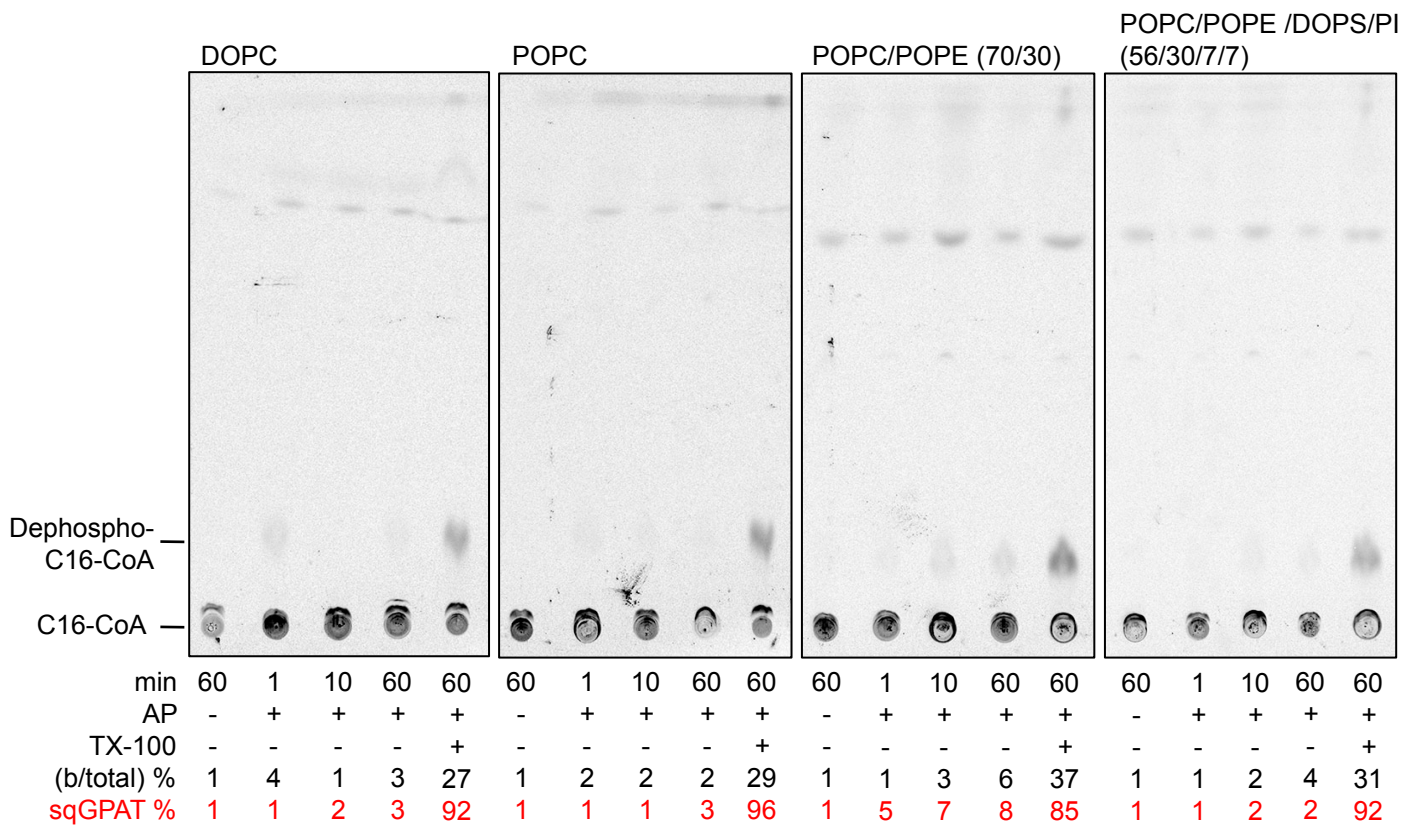 DOPC
POPC
POPC/POPE (70/30)
POPC/POPE /DOPS/PI
(56/30/7/7)
Dephospho-
C16-CoA
C16-CoA
min 60 1 10 60 60 60 1 10 60 60 60 1 10 60 60 60 1 10 60 60
AP - + + + + - + + + + - + + + + - + + + +
TX-100 - - - - + - - - - + - - - - + - - - - +
(b/total) % 1 4 1 3 27 1 2 2 2 29 1 1 3 6 37 1 1 2 4 31
sqGPAT % 1 1 2 3 92 1 1 1 3 96 1 5 7 8 85 1 1 2 2 92